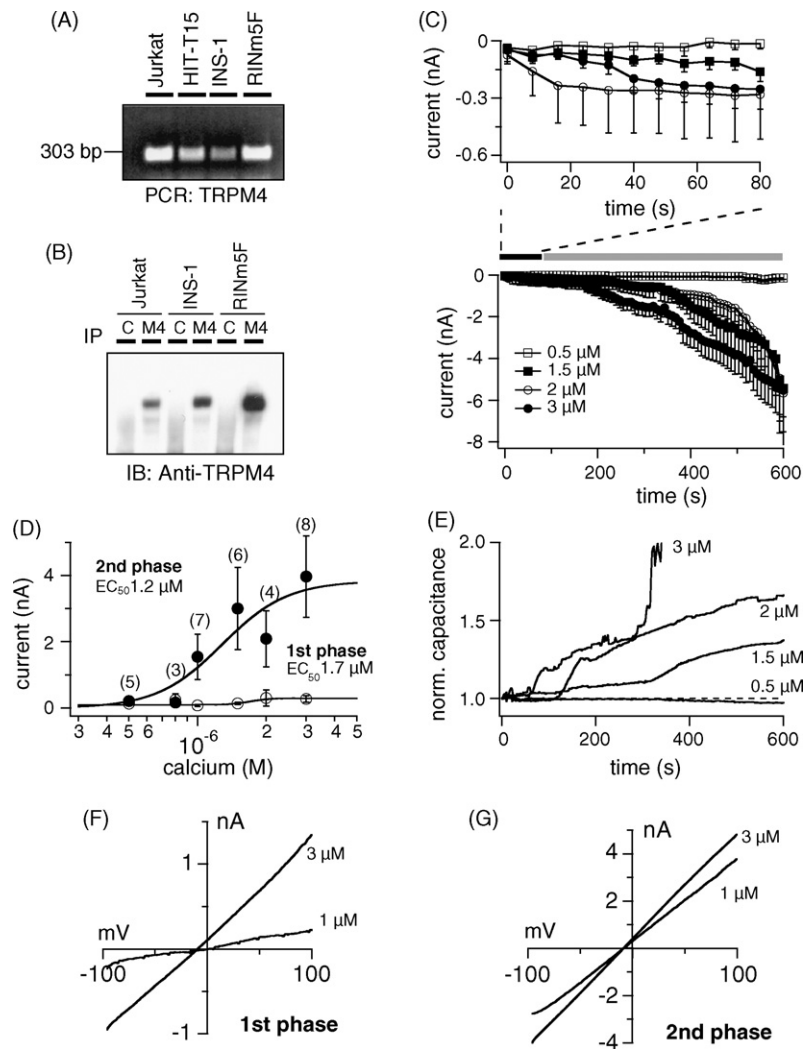 (A)
Jurkat
HIT-T15
INS-1
RINm5F
303 bp
PCR: TRPM4
(B)
Jurkat
INS-1
RINm5F
IP
C M4 C M4 C M4
IB: Anti-TRPM4
(C)
0
-0.3
-0.6
current (nA)
0 20 40 60 80
time (s)
0
-2
-4
-6
-8
current (nA)
0.5 µM
1.5 µM
2 µM
3 µM
0 200 400 600
time (s)
(D)
4
2
0
current (nA)
2nd phase
EC50 1.2 µM
(5)
(3)
(7)
(6)
(4)
(8)
1st phase
EC50 1.7 µM
3 4 5 6 8 10-6 2 3 4 5
calcium (M)
(E)
2.0
1.5
1.0
norm. capacitance
3 µM
2 µM
1.5 µM
0.5 µM
0 200 400 600
time (s)
(F)
nA
1
3 µM
1 µM
mV
-100
100
-1
1st phase
(G)
nA
4
3 µM
2
1 µM
mV
-100
100
-2
-4
2nd phase